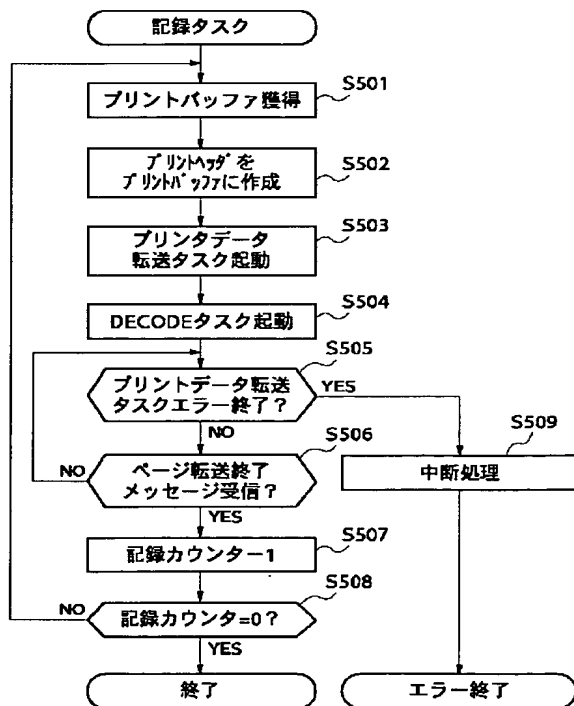 記録タスク
S501
プリントバッファ獲得
S502
プリントヘッダを
プリントバッファに作成
S503
プリンタデータ
転送タスク起動
S504
DECODEタスク起動
S505
プリントデータ転送
タスクエラー終了?
YES
NO
S506
S509
ページ転送終了
メッセージ受信?
NO
中断処理
YES
S507
記録カウンター1
S508
NO
記録カウンタ=0?
YES
終了
エラー終了